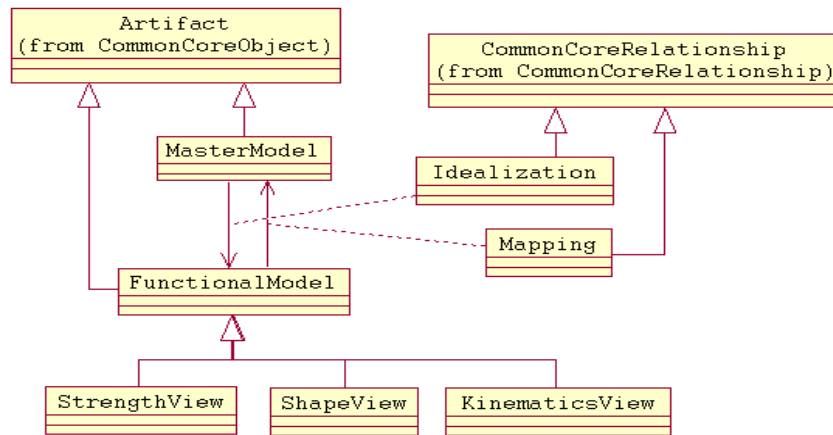 Artifact
(from CommonCoreObject)
CommonCoreRelationship
(from CommonCoreRelationship)
MasterModel
Idealization
Mapping
FunctionalModel
StrengthView
ShapeView
KinematicsView